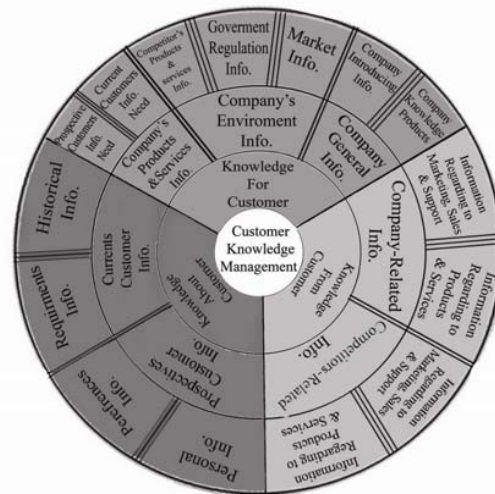 Customer
Knowledge
Management
Knowledge
For
Customer
Knowledge
From
Customer
Knowledge
About
Customer
Company's
Products
&Services
Info.
Company's
Enviroment
Info.
Company
General
Info.
Company-Related
Info.
Competitors-Related
Info.
Prospectives
Customer
Info.
Currents
Customer
Info.
Prospective
Customers
Info.
Need
Current
Customers
Info.
Need
Competitor's
Products
&
services
Info.
Goverment
Regulation
Info.
Market
Info.
Company
Introducing
Info.
Company
Knowledge
Products
Information
Regarding to
Marketing, Sales
& Support
Information
Regarding to
Products
& Services
Information
Regarding to
Marketing, Sales
& Support
Information
Regarding to
Products
& Services
Personal
Info.
Perefrences
Info.
Requirments
Info.
Historical
Info.